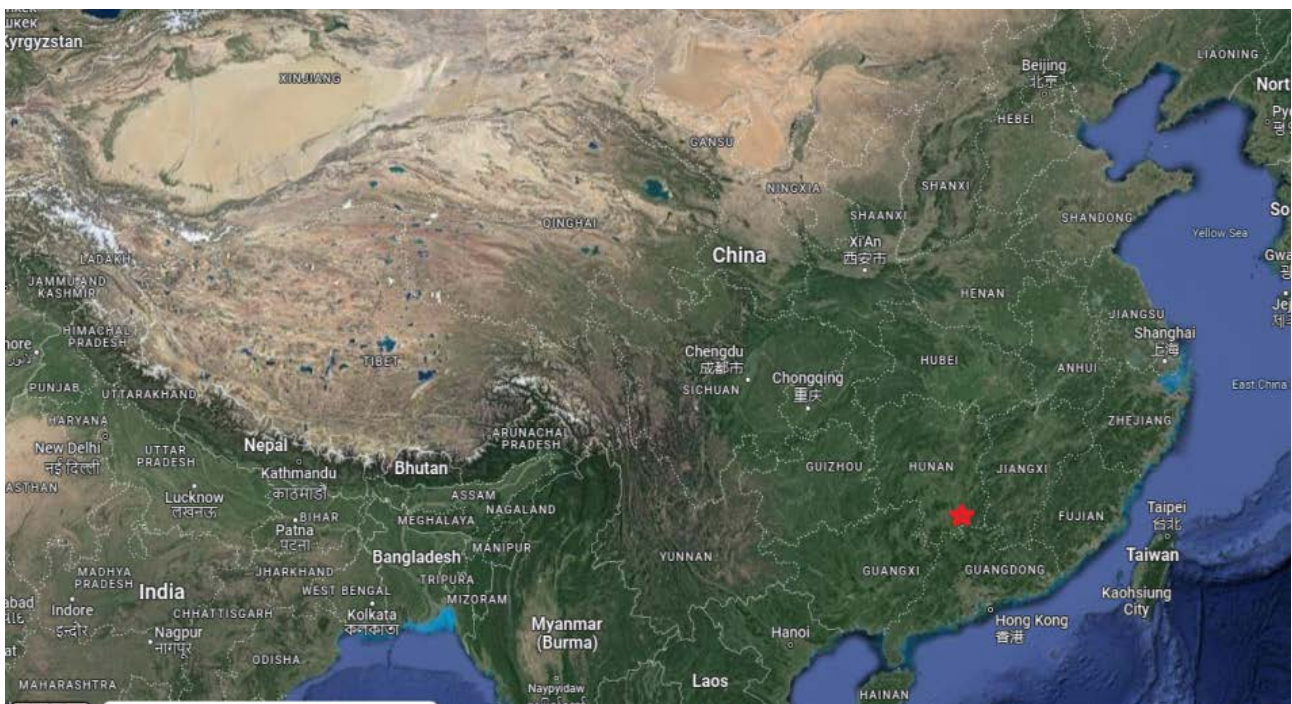 шкек
Kyrgyzstan
XINJIANG
LIAONING
Beijing
北京
HEBEI
North
GANSU
NINGXIA
SHANXI
SHAANXI
SHANDONG
QINGHAI
Xi'An
西安市
China
Yellow Sea
LADAKH
JAMMU AND
KASHMIR
HENAN
HIMACHAL
PRADESH
JIANGSU
Shanghai
上海
TIBET
Chengdu
成都市
HUBEI
ANHUI
SICHUAN
Chongqing
重庆
East China
PUNJAB
UTTARAKHAND
ZHEJIANG
HARYANA
New Delhi
नई दिल्ली
UTTAR
PRADESH
Nepal
Kathmandu
काठमाडौं
Bhutan
ARUNACHAL
PRADESH
GUIZHOU
HUNAN
JIANGXI
Lucknow
लखनऊ
ASSAM
NAGALAND
MEGHALAYA
BIHAR
Patna
पटना
FUJIAN
Taipei
台北
Bangladesh
MANIPUR
YUNNAN
Taiwan
MADHYA
PRADESH
JHARKHAND
TRIPURA
GUANGXI
GUANGDONG
India
WEST BENGAL
MIZORAM
Kaohsiung
City
Indore
इन्दौर
CHHATTISGARH
Kolkata
কলকাতা
Hong Kong
香港
Myanmar
(Burma)
Hanoi
Nagpur
नागपूर
ODISHA
Laos
MAHARASHTRA
Naypyidaw
HAINAN